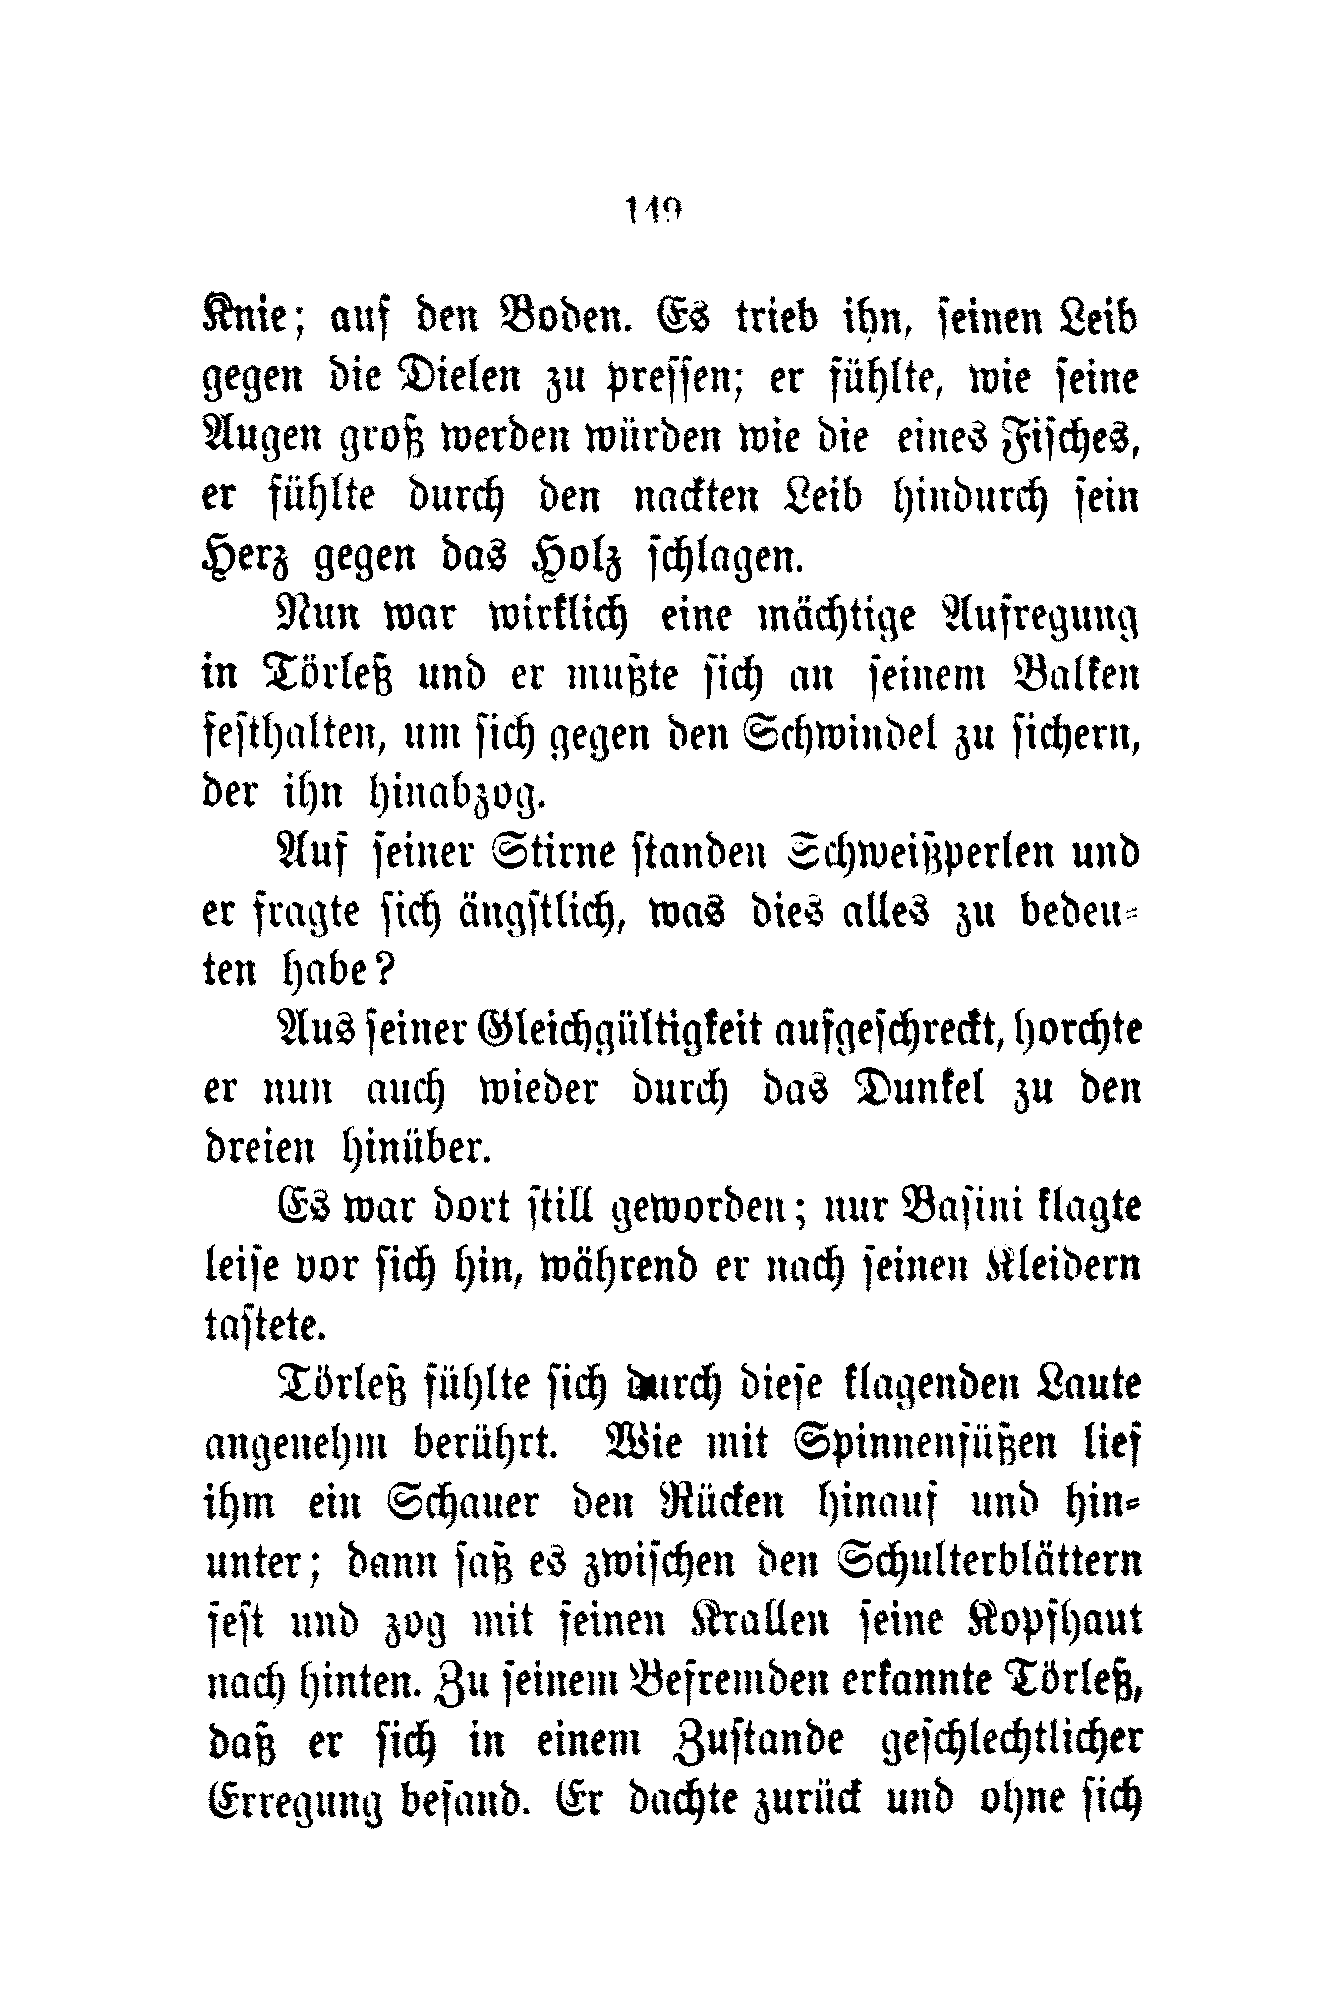 149
Knie; auf den Boden. Es trieb ihn, seinen Leib
gegen die Dielen zu pressen; er fühlte, wie seine
Augen groß werden würden wie die eines Fisches,
er fühlte durch den nackten Leib hindurch sein
Herz gegen das Holz schlagen.
Nun war wirklich eine mächtige Aufregung
in Törleß und er mußte sich an seinem Balken
festhalten, um sich gegen den Schwindel zu sichern,
der ihn hinabzog.
Auf seiner Stirne standen Schweißperlen und
er fragte sich ängstlich, was dies alles zu bedeu-
ten habe?
Aus seiner Gleichgültigkeit aufgeschreckt, horchte
er nun auch wieder durch das Dunkel zu den
dreien hinüber.
Es war dort still geworden; nur Basini klagte
leise vor sich hin, während er nach seinen Kleidern
tastete.
Törleß fühlte sich durch diese klagenden Laute
angenehm berührt. Wie mit Spinnenfüßen lief
ihm ein Schauer den Rücken hinauf und hin-
unter; dann saß es zwischen den Schulterblättern
fest und zog mit feinen Krallen seine Kopfhaut
nach hinten. Zu seinem Befremden erkannte Törleß,
daß er sich in einem Zustande geschlechtlicher
Erregung befand. Er dachte zurück und ohne sich